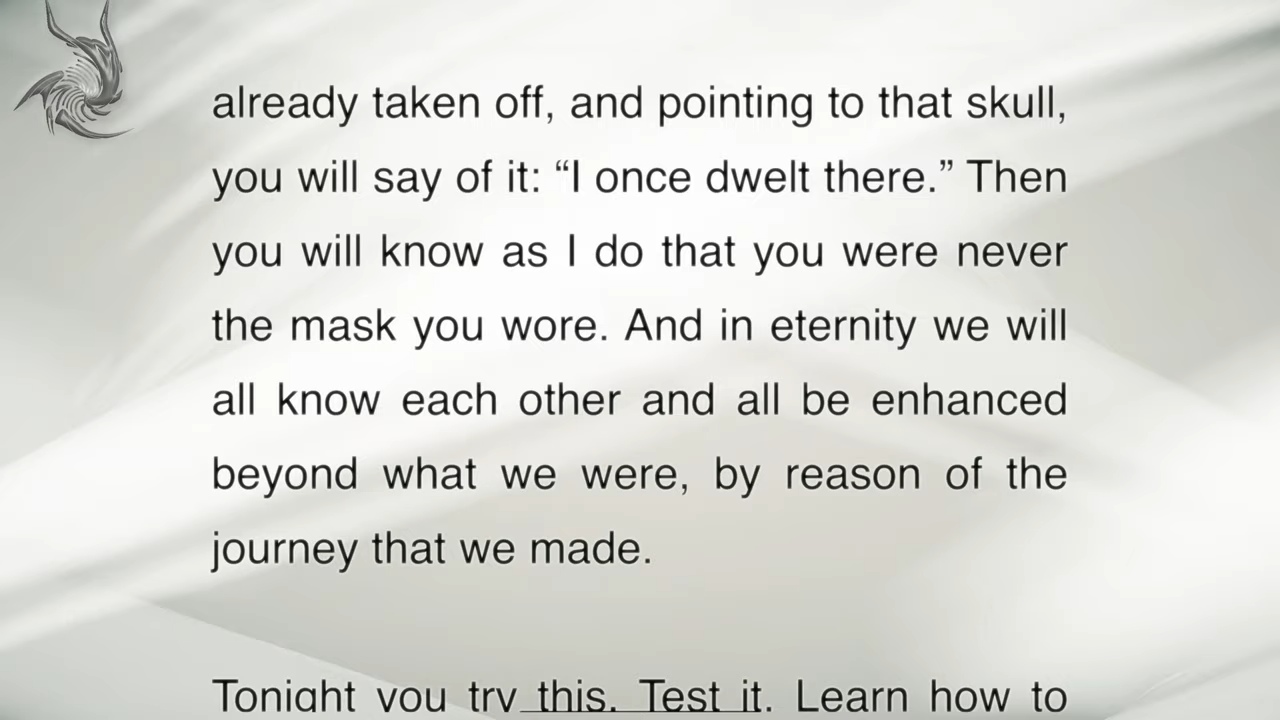 already taken off, and pointing to that skull,
you will say of it: “I once dwelt there.” Then
you will know as I do that you were never
the mask you wore. And in eternity we will
all know each other and all be enhanced
beyond what we were, by reason of the
journey that we made.
Tonight you try this. Test it. Learn how to